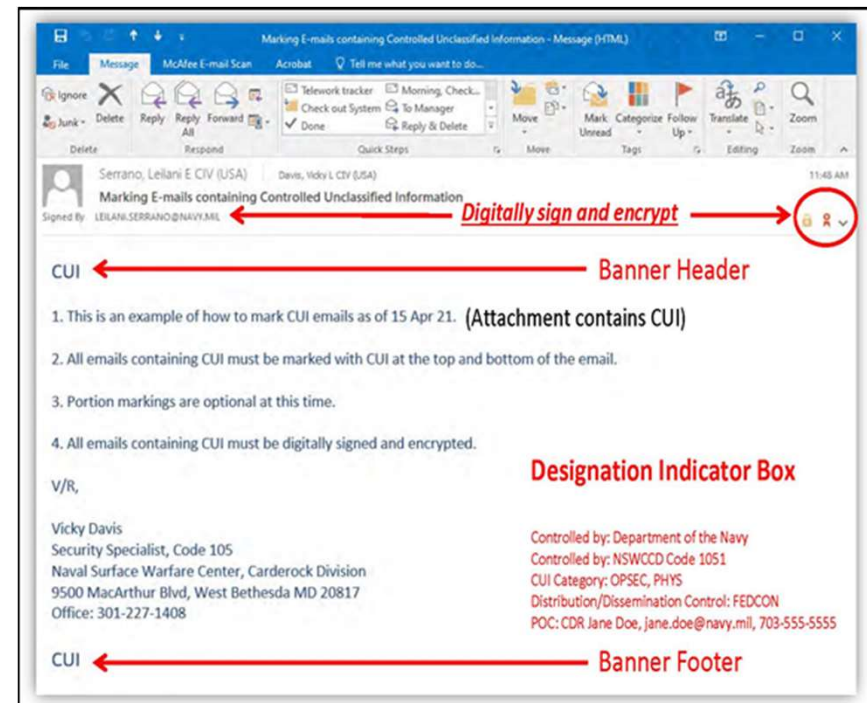 Marking E-mails containing Controlled Unclassified Information - Message (HTML)
File Message McAfee E-mail Scan Acrobat Tell me what you want to do...
Ignore
Junk
Delete
Reply
Reply All
Forward
Telework tracker
Check out System
Done
Morning, Check..
To Manager
Reply & Delete
Move
Mark Unread
Categorize
Follow Up
Translate
Zoom
Delete Respond Quick Steps Move Tags Editing Zoom
Serrano, Leilani E CIV (USA) Davis, Vicky L CIV (USA) 11:48 AM
Marking E-mails containing Controlled Unclassified Information
Signed By LEILANI.SERRANO@NAVY.MIL
Digitally sign and encrypt
CUI
Banner Header
1. This is an example of how to mark CUI emails as of 15 Apr 21. (Attachment contains CUI)
2. All emails containing CUI must be marked with CUI at the top and bottom of the email.
3. Portion markings are optional at this time.
4. All emails containing CUI must be digitally signed and encrypted.
V/R,
Vicky Davis
Security Specialist, Code 105
Naval Surface Warfare Center, Carderock Division
9500 MacArthur Blvd, West Bethesda MD 20817
Office: 301-227-1408
Designation Indicator Box
Controlled by: Department of the Navy
Controlled by: NSWCCD Code 1051
CUI Category: OPSEC, PHYS
Distribution/Dissemination Control: FEDCON
POC: CDR Jane Doe, jane.doe@navy.mil, 703-555-5555
CUI
Banner Footer